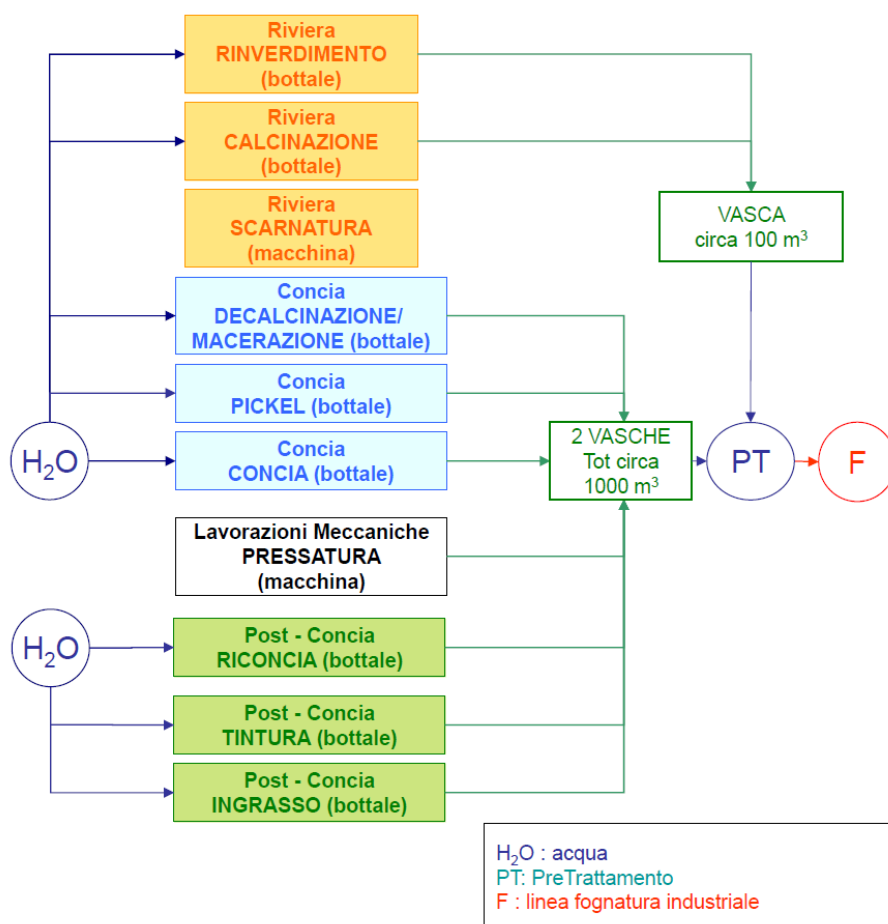 Riviera
RINVERDIMENTO
(bottale)
Riviera
CALCINAZIONE
(bottale)
Riviera
SCARNATURA
(macchina)
VASCA
circa 100 m³
Concia
DECALCINAZIONE/
MACERAZIONE (bottale)
Concia
PICKEL (bottale)
H₂O
Concia
CONCIA (bottale)
2 VASCHE
Tot circa
1000 m³
PT
F
Lavorazioni Meccaniche
PRESSATURA
(macchina)
H₂O
Post - Concia
RICONCIA (bottale)
Post - Concia
TINTURA (bottale)
Post - Concia
INGRASSO (bottale)
H₂O : acqua
PT: PreTrattamento
F : linea fognatura industriale